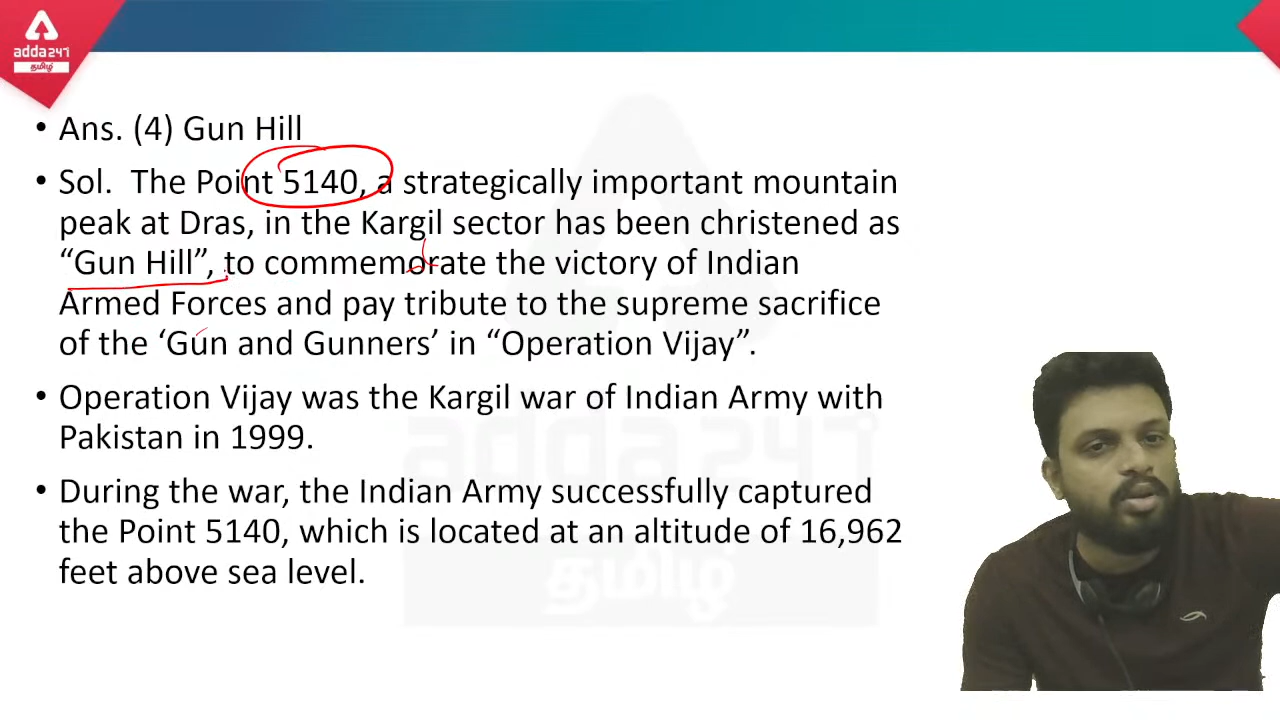 adda247
தமிழ்
• Ans. (4) Gun Hill
• Sol. The Point 5140, a strategically important mountain
peak at Dras, in the Kargil sector has been christened as
“Gun Hill”, to commemorate the victory of Indian
Armed Forces and pay tribute to the supreme sacrifice
of the ‘Gun and Gunners’ in “Operation Vijay”.
• Operation Vijay was the Kargil war of Indian Army with
Pakistan in 1999.
• During the war, the Indian Army successfully captured
the Point 5140, which is located at an altitude of 16,962
feet above sea level.
adda247
தமிழ்